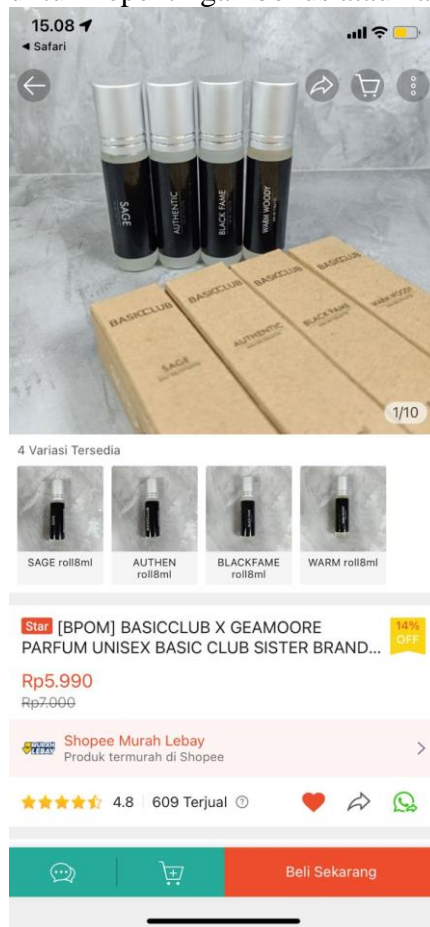 15.08
◀ Safari
SAGE
AUTHENTIC
BLACK FAME
WARM WOODY
BASICCLUB
BASICCLUB
BASICCLUB
BASICCLUB
SAGE
AUTHENTIC
BLACK FAME
WARM WOODY
1/10
4 Variasi Tersedia
SAGE roll8ml
AUTHEN
roll8ml
BLACKFAME
roll8ml
WARM roll8ml
Star [BPOM] BASICCLUB X GEAMOORE
PARFUM UNISEX BASIC CLUB SISTER BRAND...
14%
OFF
Rp5.990
Rp7.000
MURAH
LEBAY
Shopee Murah Lebay
Produk termurah di Shopee
4.8
609 Terjual
Beli Sekarang